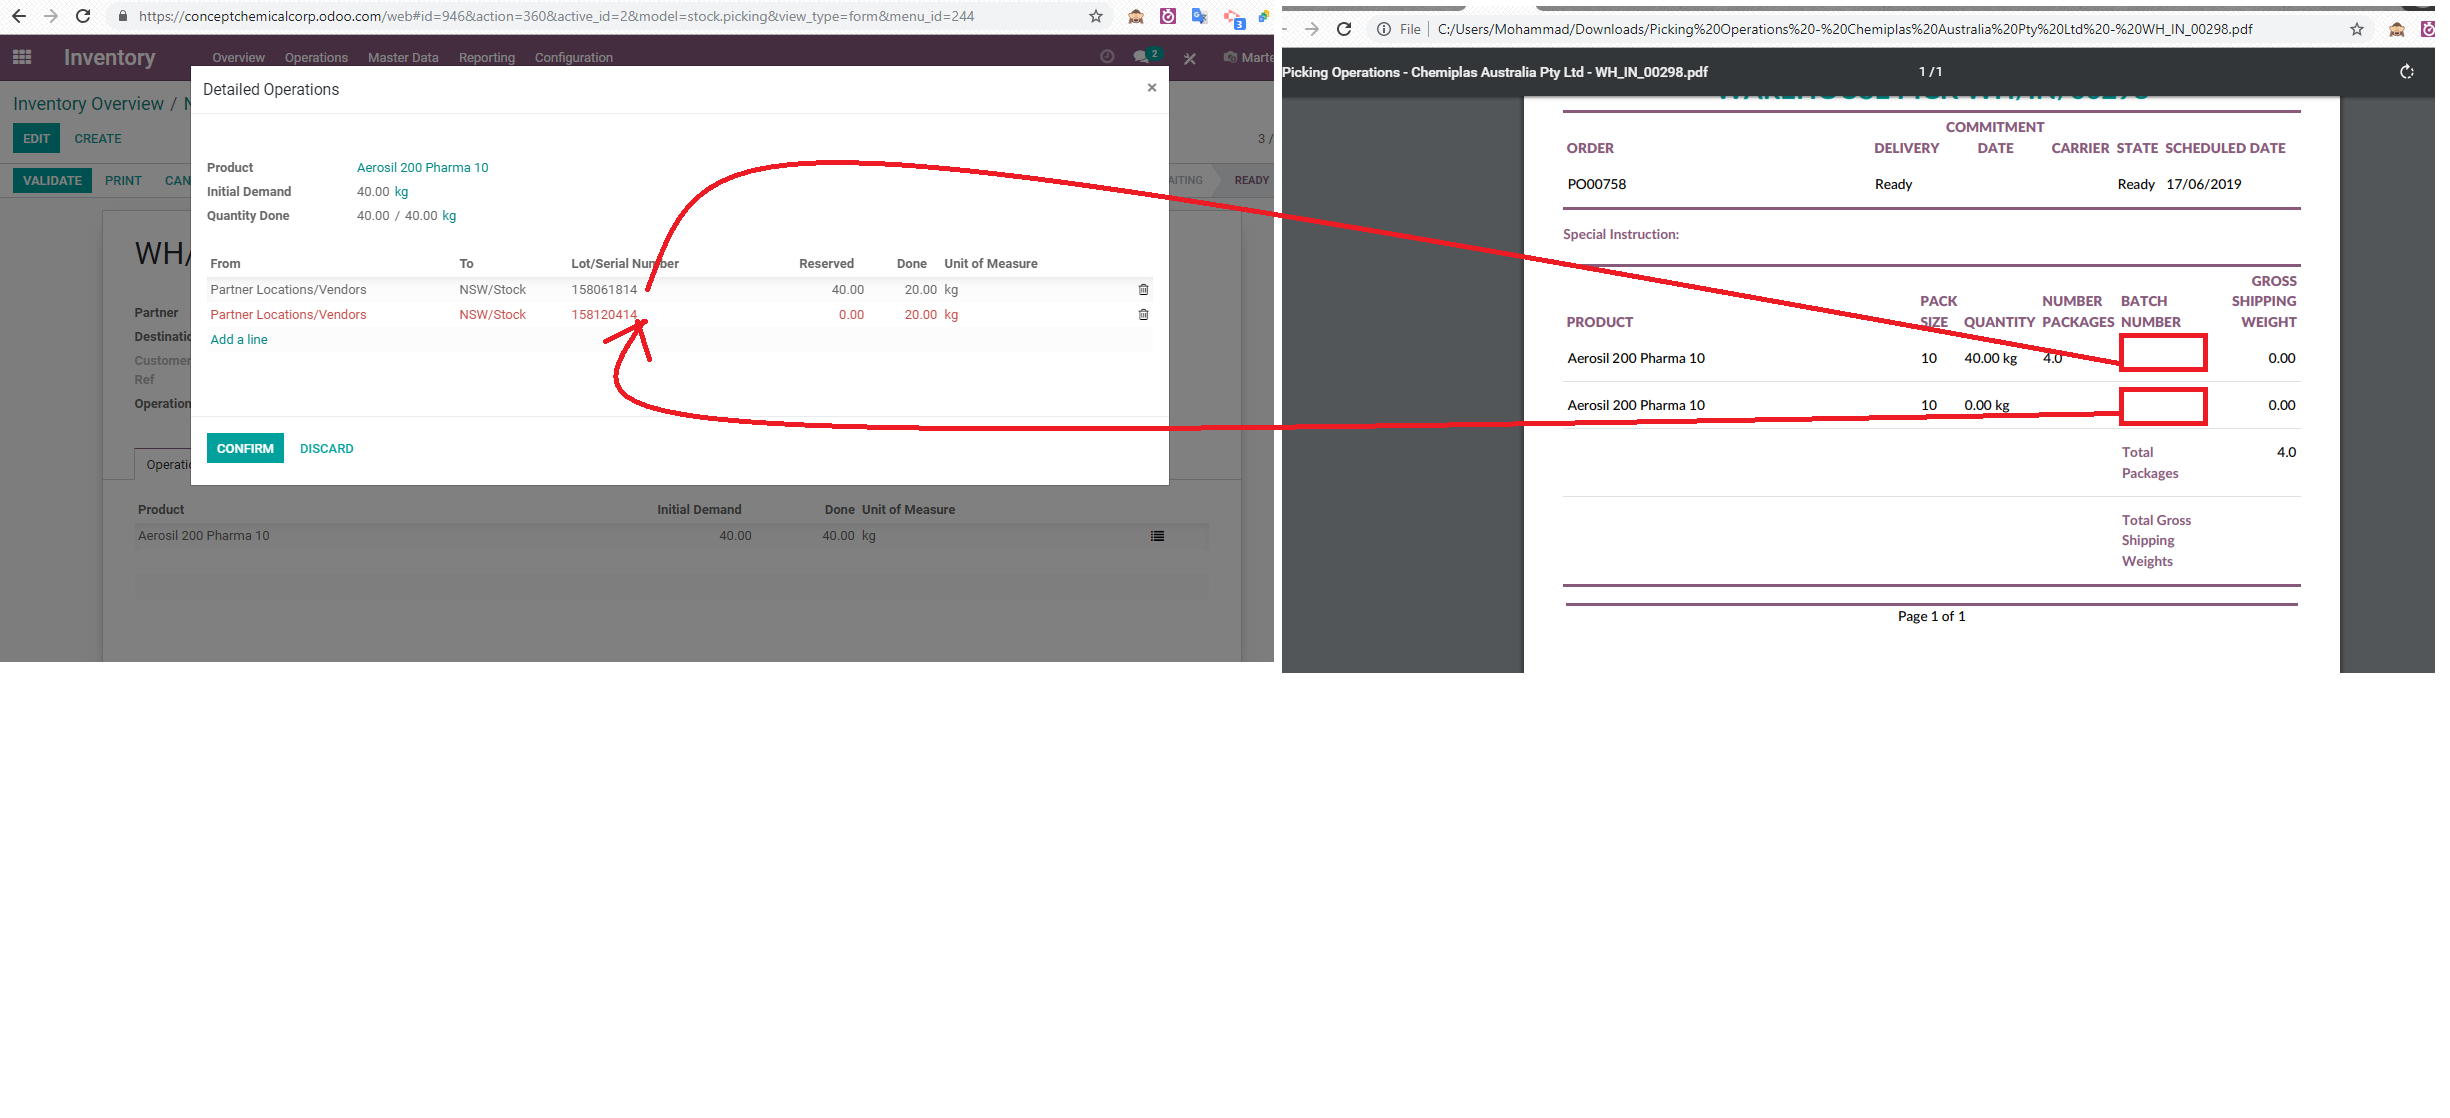 https://conceptchemicalcorp.odoo.com/web#id=946&action=360&active_id=2&model=stock.picking&view_type=form&menu_id=244
3
Inventory Overview Operations Master Data Reporting Configuration 2 Marte
Inventory Overview /
EDIT CREATE 3 /
VALIDATE PRINT CAN AITING READY
WH/
Partner
Destinatio
Customer
Ref
Operation
Detailed Operations ×
Product Aerosil 200 Pharma 10
Initial Demand 40.00 kg
Quantity Done 40.00 / 40.00 kg
From To Lot/Serial Number Reserved Done Unit of Measure
Partner Locations/Vendors NSW/Stock 158061814 40.00 20.00 kg
Partner Locations/Vendors NSW/Stock 158120414 0.00 20.00 kg
Add a line
CONFIRM DISCARD
Operati
Product Initial Demand Done Unit of Measure
Aerosil 200 Pharma 10 40.00 40.00 kg
File C:/Users/Mohammad/Downloads/Picking%20Operations%20-%20Chemiplas%20Australia%20Pty%20Ltd%20-%20WH_IN_00298.pdf
Picking Operations - Chemiplas Australia Pty Ltd - WH_IN_00298.pdf 1 / 1
WAREHOUSE PICK WH/IN/00298
ORDER DELIVERY COMMITMENT DATE CARRIER STATE SCHEDULED DATE
PO00758 Ready Ready 17/06/2019
Special Instruction:
PRODUCT PACK SIZE QUANTITY NUMBER PACKAGES BATCH NUMBER GROSS SHIPPING WEIGHT
Aerosil 200 Pharma 10 10 40.00 kg 4.0 0.00
Aerosil 200 Pharma 10 10 0.00 kg 0.00
Total Packages 4.0
Total Gross Shipping Weights
Page 1 of 1